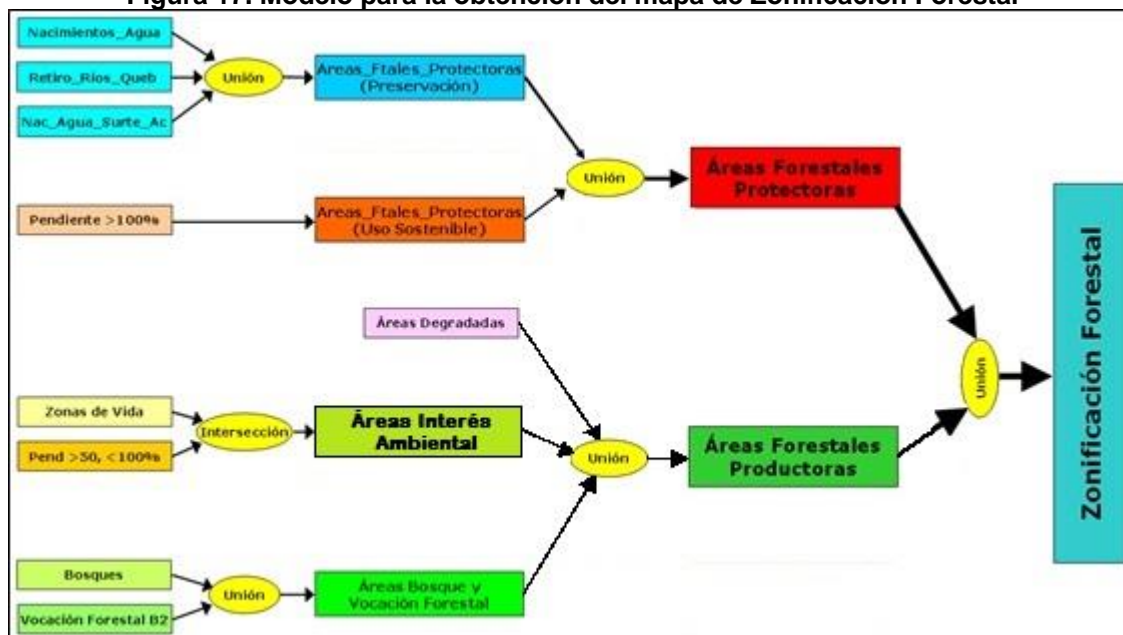 Figura 17. Modelo para la obtención del mapa de Zonificación Forestal
Nacimientos_Agua
Retiro_Ríos_Queb
Nac_Agua_Surte_Ac
Unión
Areas_Ftales_Protectoras
(Preservación)
Pendiente >100%
Areas_Ftales_Protectoras
(Uso Sostenible)
Unión
Áreas Forestales
Protectoras
Áreas Degradadas
Zonas de Vida
Pend >50, <100%
Intersección
Áreas Interés
Ambiental
Unión
Áreas Forestales
Productoras
Bosques
Vocación Forestal B2
Unión
Áreas Bosque y
Vocación Forestal
Unión
Zonificación Forestal